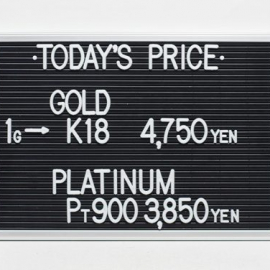 ·TODAY'S PRICE·
GOLD
1G→ K18 4,750YEN
PLATINUM
PT900 3,850YEN